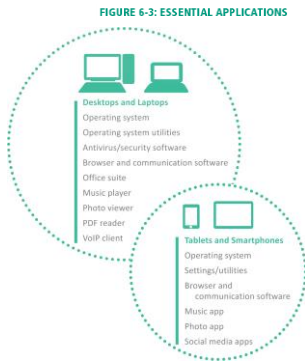 FIGURE 6-3: ESSENTIAL APPLICATIONS
Desktops and Laptops
Operating system
Operating system utilities
Antivirus/security software
Browser and communication software
Office suite
Music player
Photo viewer
PDF reader
VoIP client
Tablets and Smartphones
Operating system
Settings/utilities
Browser and
communication software
Music app
Photo app
Social media apps